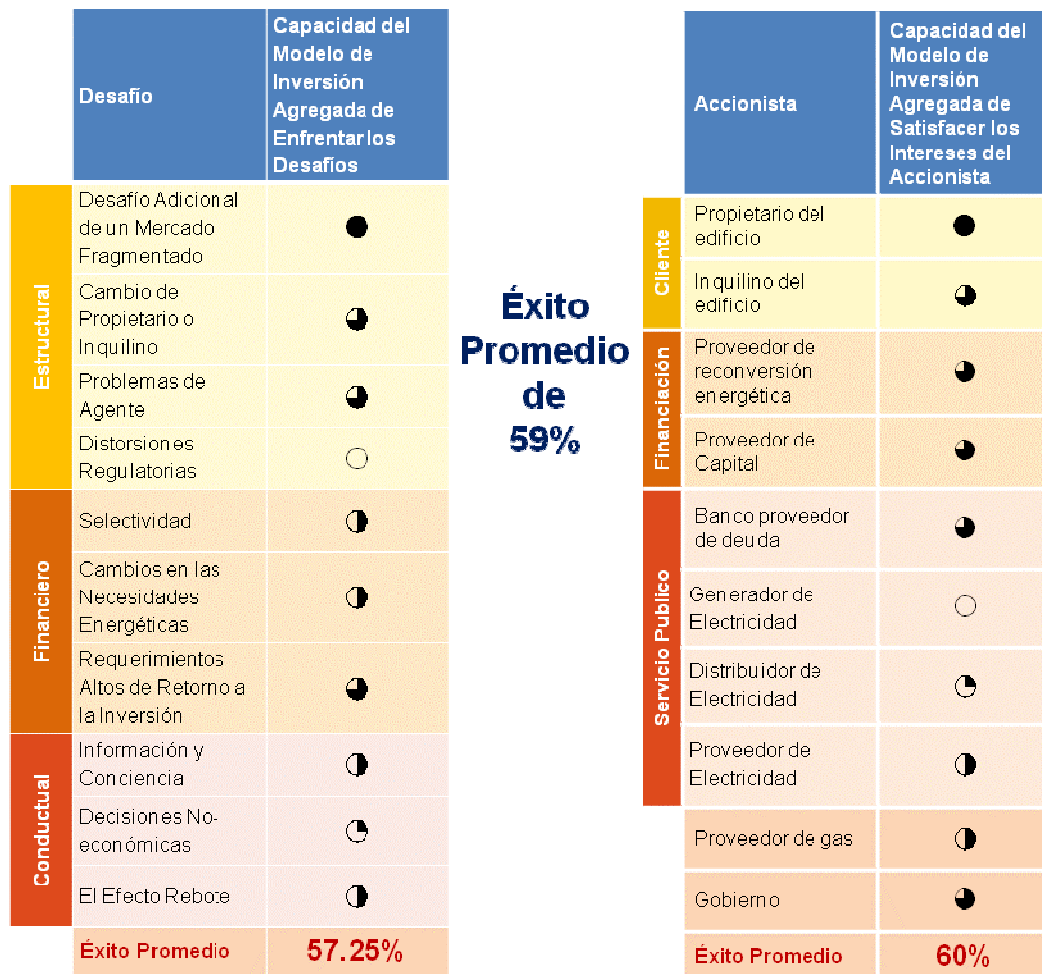 Desafío
Capacidad del
Modelo de
Inversión
Agregada de
Enfrentar los
Desafíos
Estructural
Desafío Adicional
de un Mercado
Fragmentado
Cambio de
Propietario o
Inquilino
Problemas de
Agente
Distorsiones
Regulatorias
Financiero
Selectividad
Cambios en las
Necesidades
Energéticas
Requerimientos
Altos de Retorno a
la Inversión
Conductual
Información y
Conciencia
Decisiones No-
económicas
El Efecto Rebote
Éxito Promedio
57.25%
Éxito
Promedio
de
59%
Accionista
Capacidad del
Modelo de
Inversión
Agregada de
Satisfacer los
Intereses del
Accionista
Cliente
Propietario del
edificio
Inquilino del
edificio
Financiación
Proveedor de
reconversión
energética
Proveedor de
Capital
Servicio Publico
Banco proveedor
de deuda
Generador de
Electricidad
Distribuidor de
Electricidad
Proveedor de
Electricidad
Proveedor de gas
Gobierno
Éxito Promedio
60%